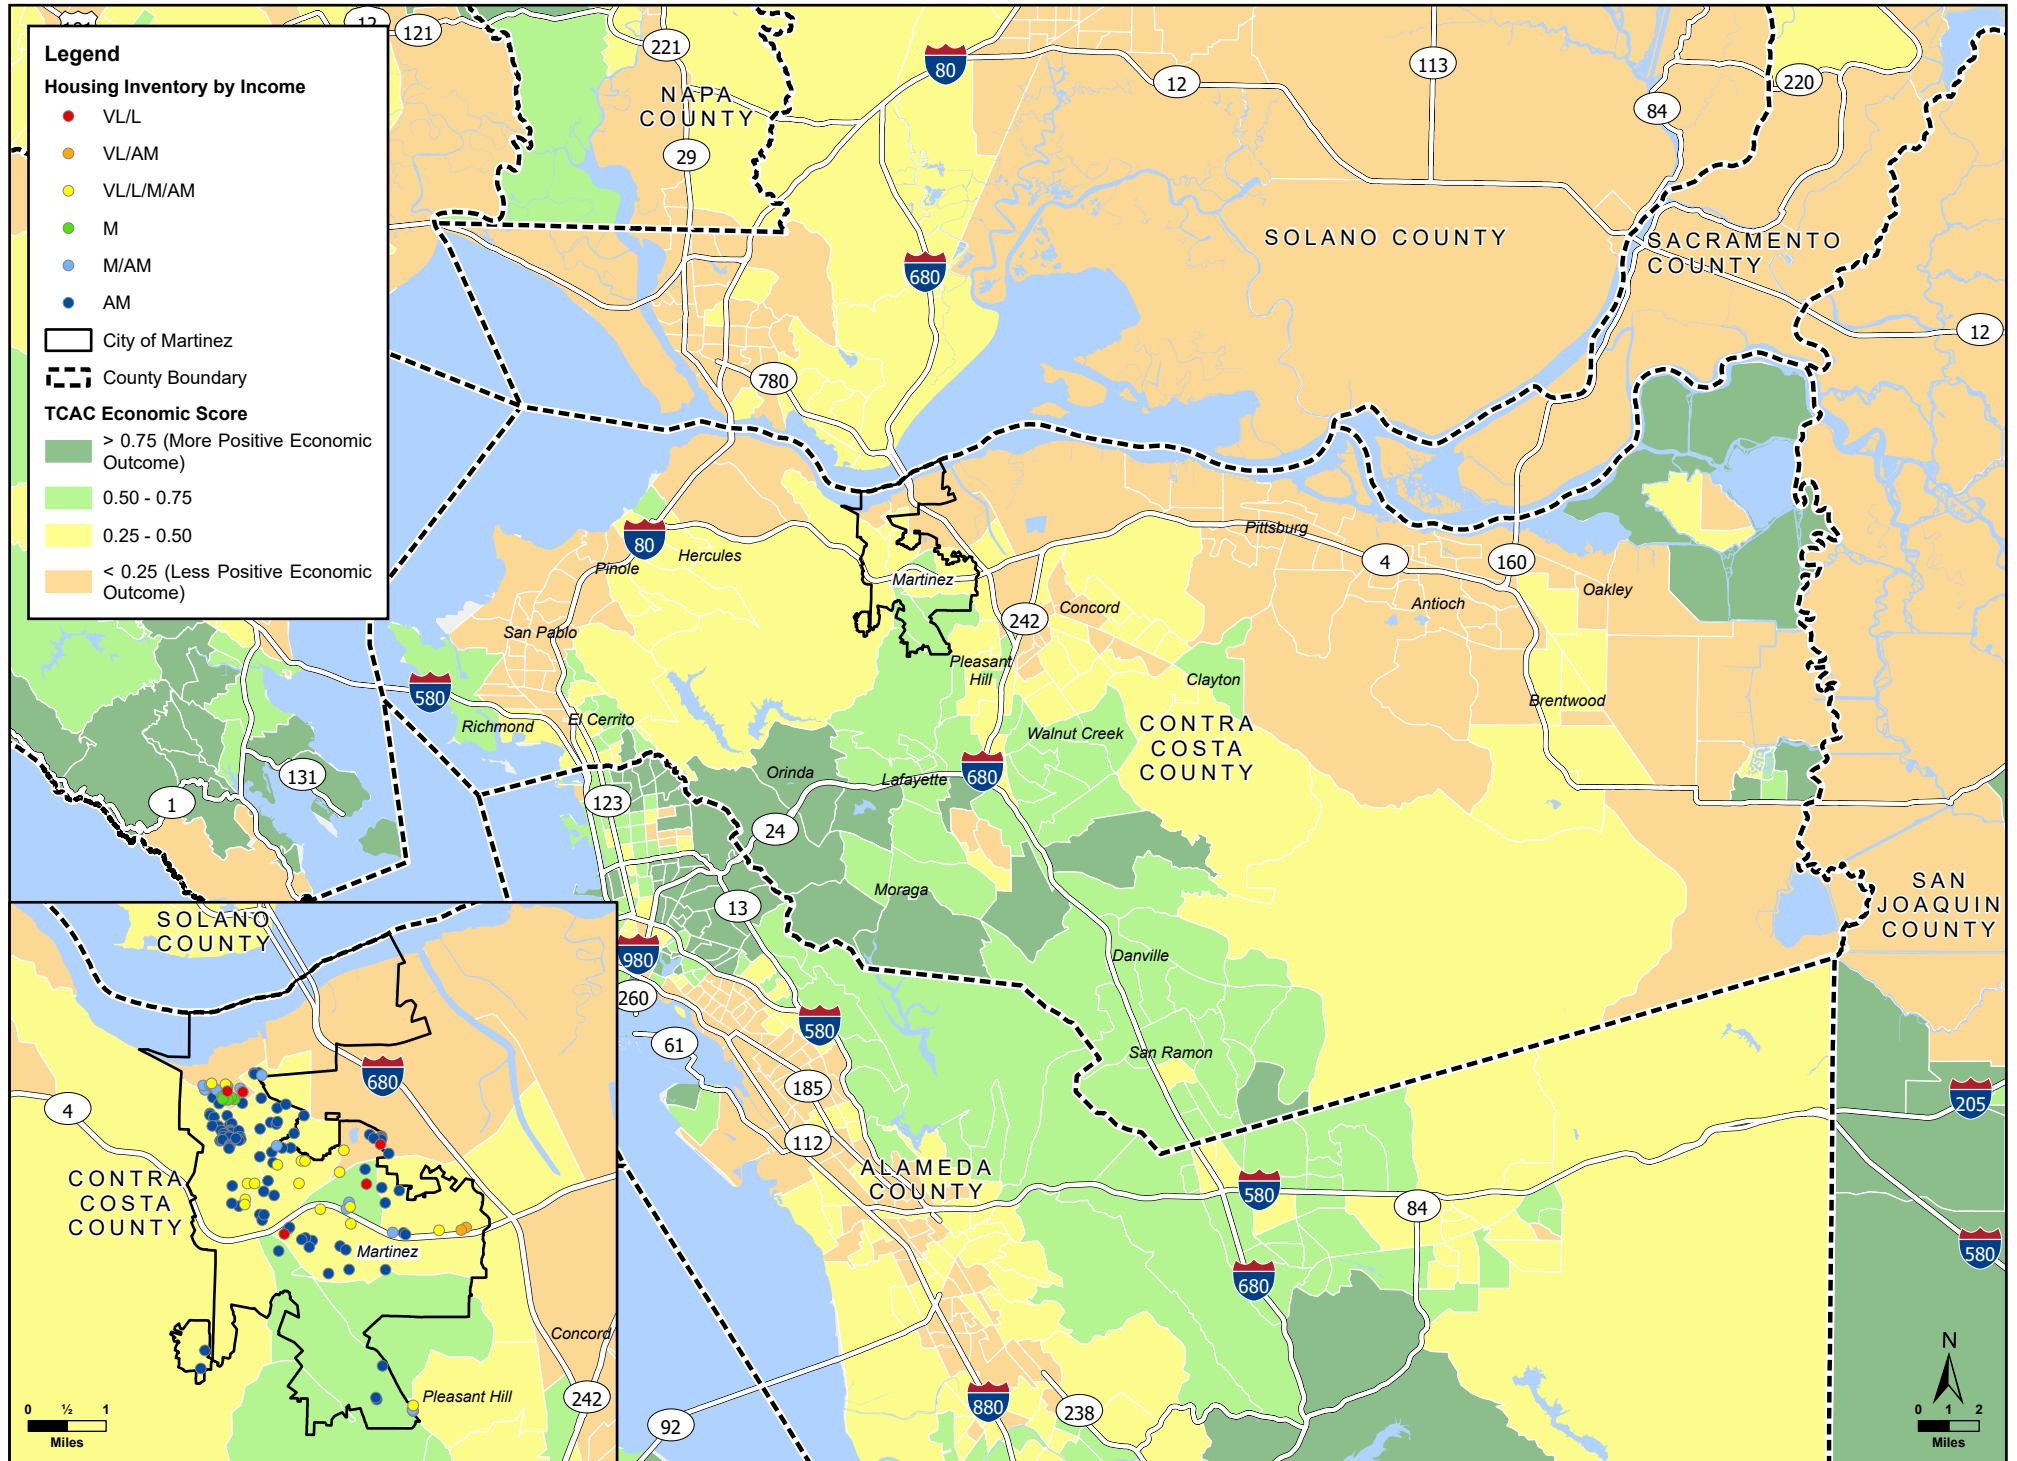 Legend
Housing Inventory by Income
VL/L
VL/AM
VL/L/M/AM
M
M/AM
AM
City of Martinez
County Boundary
TCAC Economic Score
> 0.75 (More Positive Economic
Outcome)
0.50 - 0.75
0.25 - 0.50
< 0.25 (Less Positive Economic
Outcome)
12
121
221
80
12
113
84
220
NAPA
COUNTY
29
SOLANO COUNTY
SACRAMENTO
COUNTY
680
12
780
80
Hercules
Pinole
Martinez
Pittsburg
4
160
Oakley
Antioch
Concord
242
San Pablo
Pleasant
Hill
Clayton
580
Richmond
El Cerrito
Brentwood
Walnut Creek
CONTRA
COSTA
COUNTY
131
1
123
Orinda
Lafayette
680
24
Moraga
13
SAN
JOAQUIN
COUNTY
980
260
Danville
580
61
San Ramon
185
205
112
ALAMEDA
COUNTY
580
84
580
680
880
238
92
N
0 1 2
Miles
SOLANO
COUNTY
680
4
CONTRA
COSTA
COUNTY
Martinez
Concord
Pleasant Hill
242
0 ½ 1
Miles